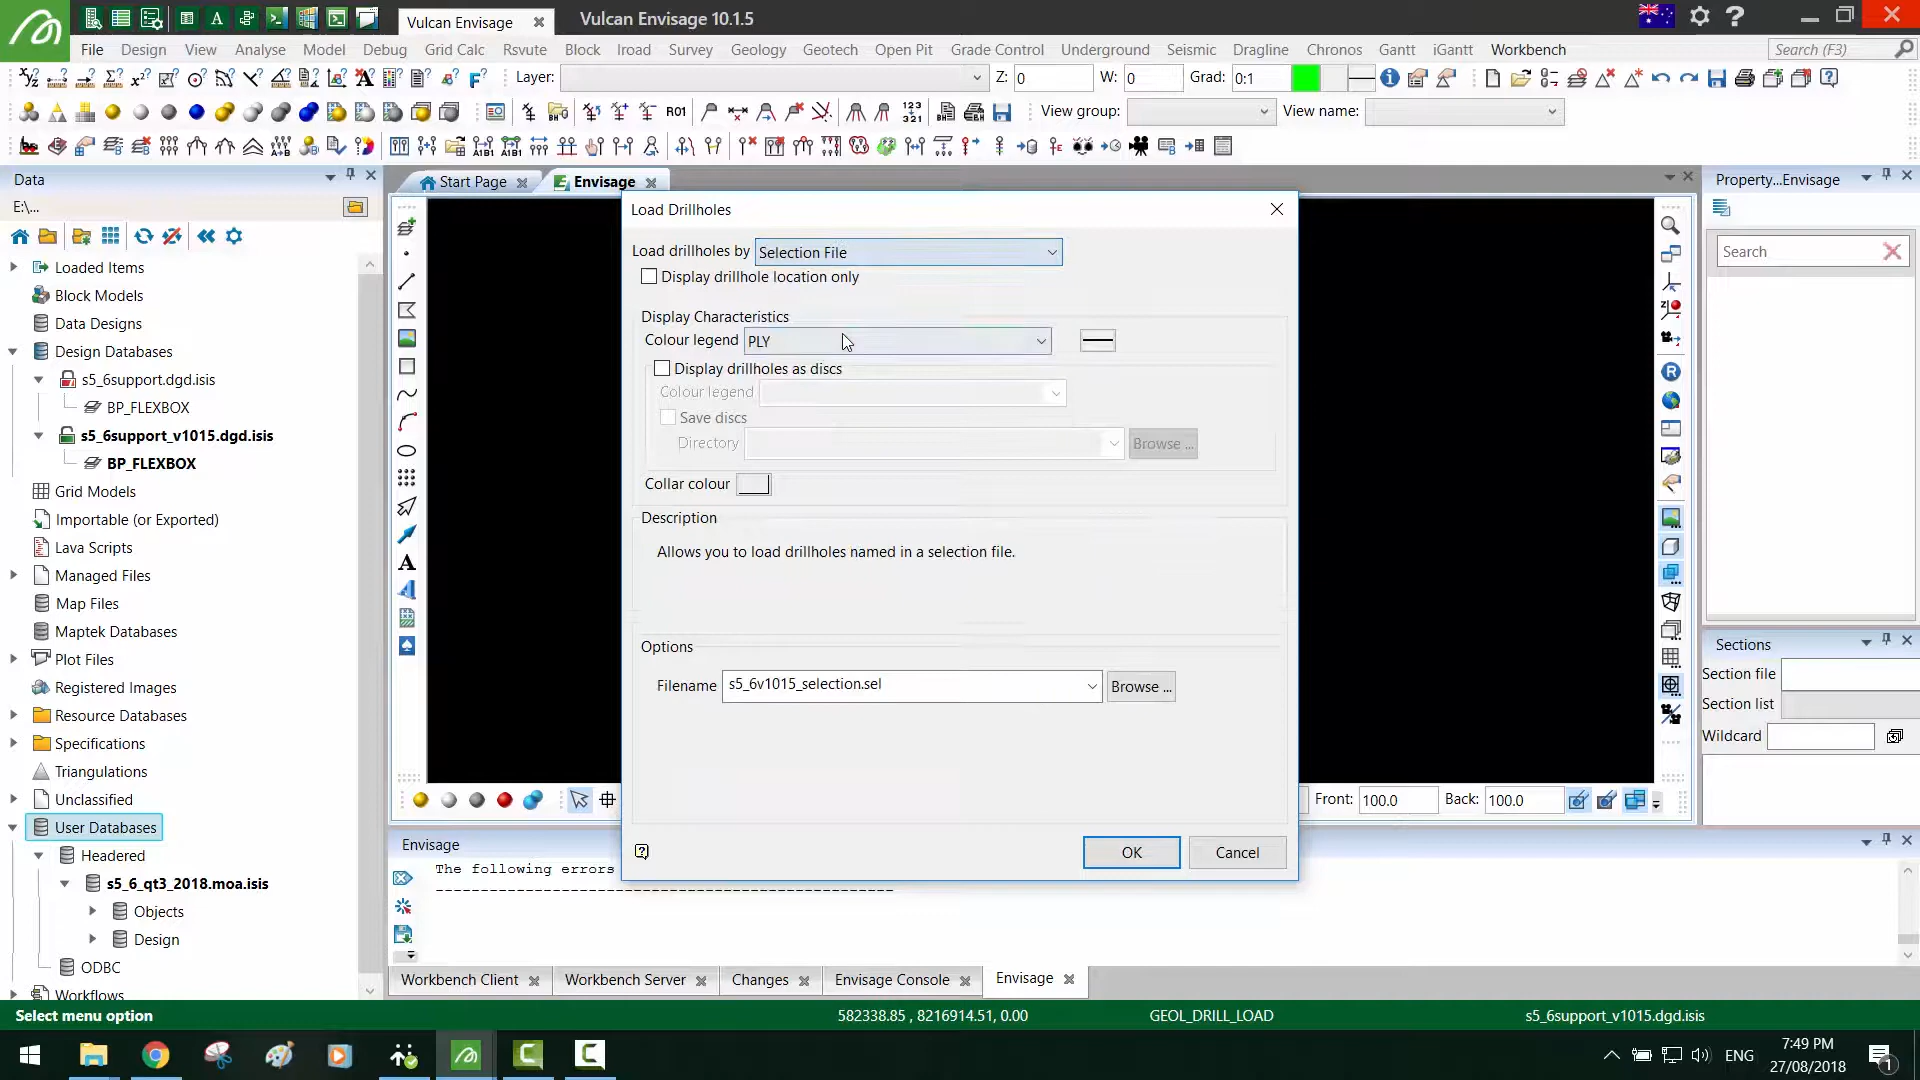 Vulcan Envisage
Vulcan Envisage 10.1.5
File Design View Analyse Model Debug Grid Calc Rsvute Block Iroad Survey Geology Geotech Open Pit Grade Control Underground Seismic Dragline Chronos Gantt iGantt Workbench
Search (F3)
Layer: Z: 0 W: 0 Grad: 0:1
View group: View name:
Data
E:\...
Loaded Items
Block Models
Data Designs
Design Databases
s5_6support.dgd.isis
BP_FLEXBOX
s5_6support_v1015.dgd.isis
BP_FLEXBOX
Grid Models
Importable (or Exported)
Lava Scripts
Managed Files
Map Files
Maptek Databases
Plot Files
Registered Images
Resource Databases
Specifications
Triangulations
Unclassified
User Databases
Headered
s5_6_qt3_2018.moa.isis
Objects
Design
ODBC
Workflows
Start Page Envisage
Load Drillholes
Load drillholes by Selection File
Display drillhole location only
Display Characteristics
Colour legend PLY
Display drillholes as discs
Colour legend
Save discs
Directory Browse ...
Collar colour
Description
Allows you to load drillholes named in a selection file.
Options
Filename s5_6v1015_selection.sel Browse ...
OK Cancel
Front: 100.0 Back: 100.0
Property...Envisage
Search
Sections
Section file
Section list
Wildcard
Envisage
The following errors
Workbench Client Workbench Server Changes Envisage Console Envisage
Select menu option 582338.85 , 8216914.51, 0.00 GEOL_DRILL_LOAD s5_6support_v1015.dgd.isis
ENG
7:49 PM
27/08/2018
1